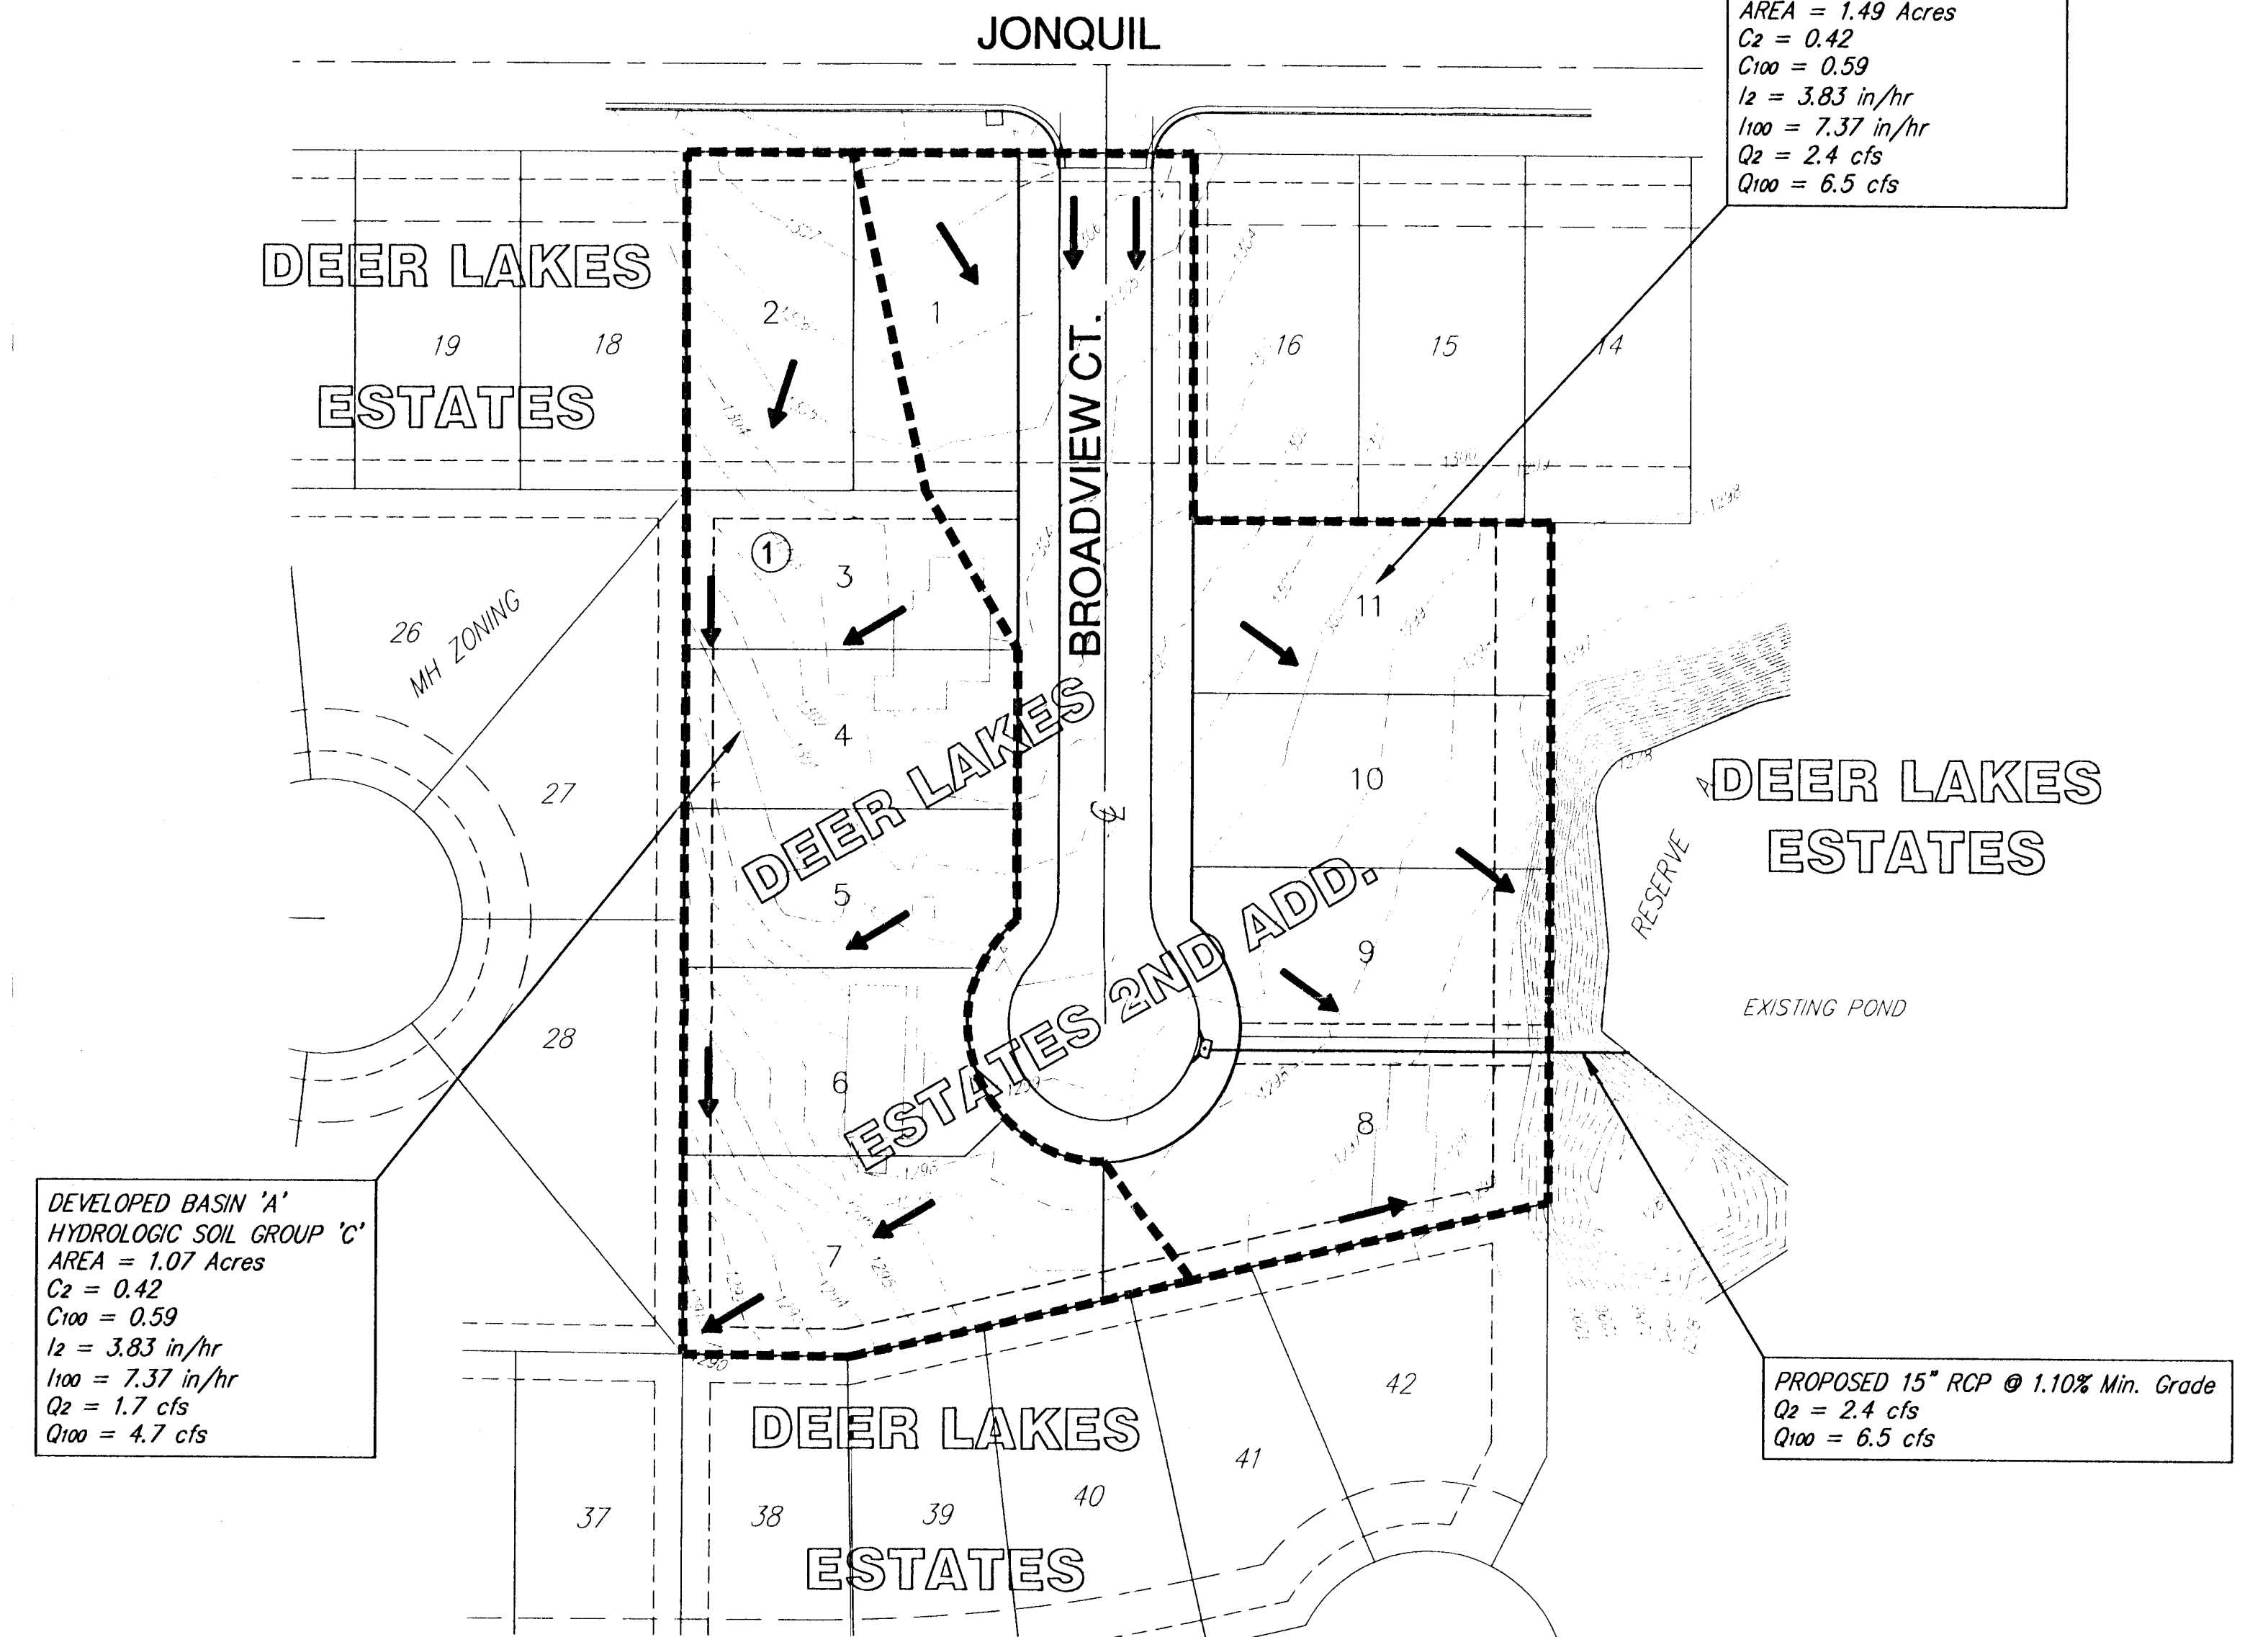 JONQUIL
AREA = 1.49 Acres
C2 = 0.42
C100 = 0.59
I2 = 3.83 in/hr
I100 = 7.37 in/hr
Q2 = 2.4 cfs
Q100 = 6.5 cfs
DEER LAKES
ESTATES
19
18
2
1
BROADVIEW CT.
16
15
14
1304
1300
1298
1
3
11
26
MH ZONING
4
10
27
DEER LAKES
ESTATES 2ND ADD.
DEER LAKES
ESTATES
RESERVE A
5
9
EXISTING POND
28
6
8
7
1290
DEVELOPED BASIN 'A'
HYDROLOGIC SOIL GROUP 'C'
AREA = 1.07 Acres
C2 = 0.42
C100 = 0.59
I2 = 3.83 in/hr
I100 = 7.37 in/hr
Q2 = 1.7 cfs
Q100 = 4.7 cfs
PROPOSED 15" RCP @ 1.10% Min. Grade
Q2 = 2.4 cfs
Q100 = 6.5 cfs
DEER LAKES
ESTATES
37
38
39
40
41
42